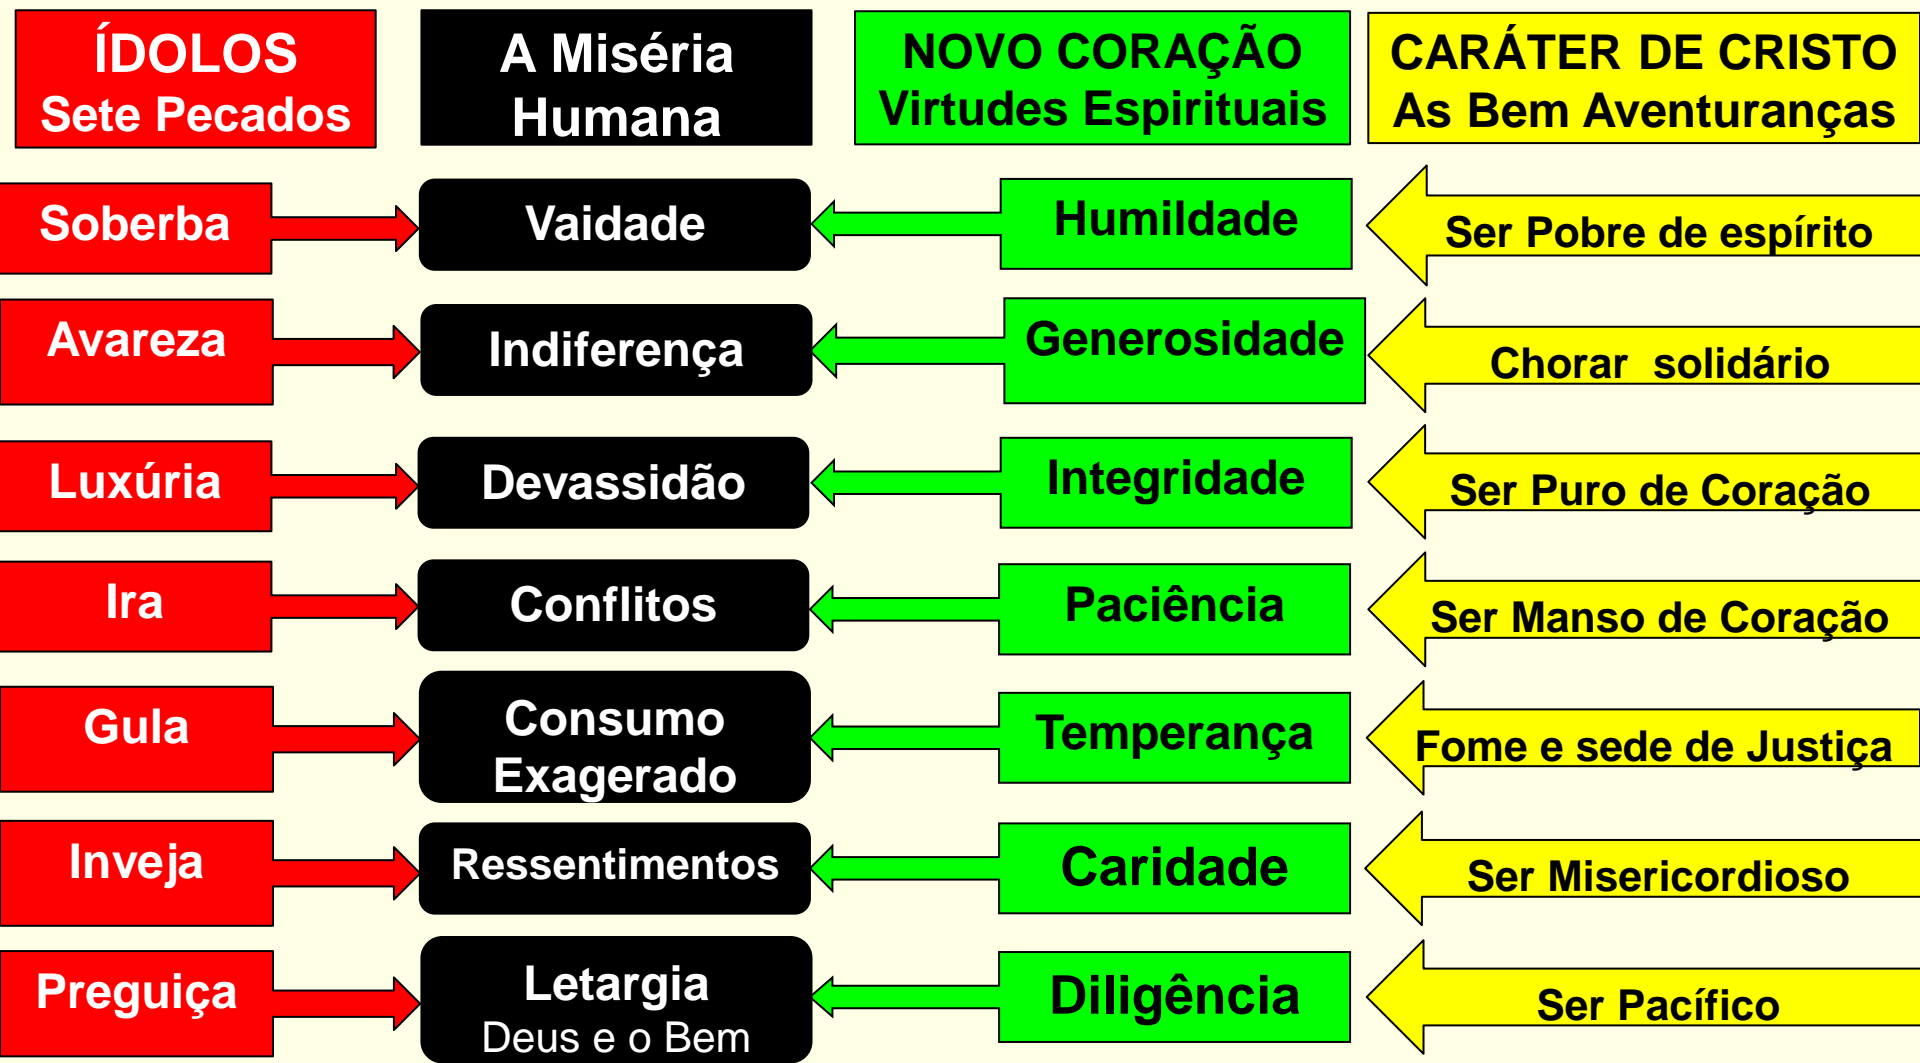 ÍDOLOS
Sete Pecados
A Miséria
Humana
NOVO CORAÇÃO
Virtudes Espirituais
CARÁTER DE CRISTO
As Bem Aventuranças
Soberba
Vaidade
Humildade
Ser Pobre de espírito
Avareza
Indiferença
Generosidade
Chorar solidário
Luxúria
Devassidão
Integridade
Ser Puro de Coração
Ira
Conflitos
Paciência
Ser Manso de Coração
Gula
Consumo
Exagerado
Temperança
Fome e sede de Justiça
Inveja
Ressentimentos
Caridade
Ser Misericordioso
Preguiça
Letargia
Deus e o Bem
Diligência
Ser Pacífico